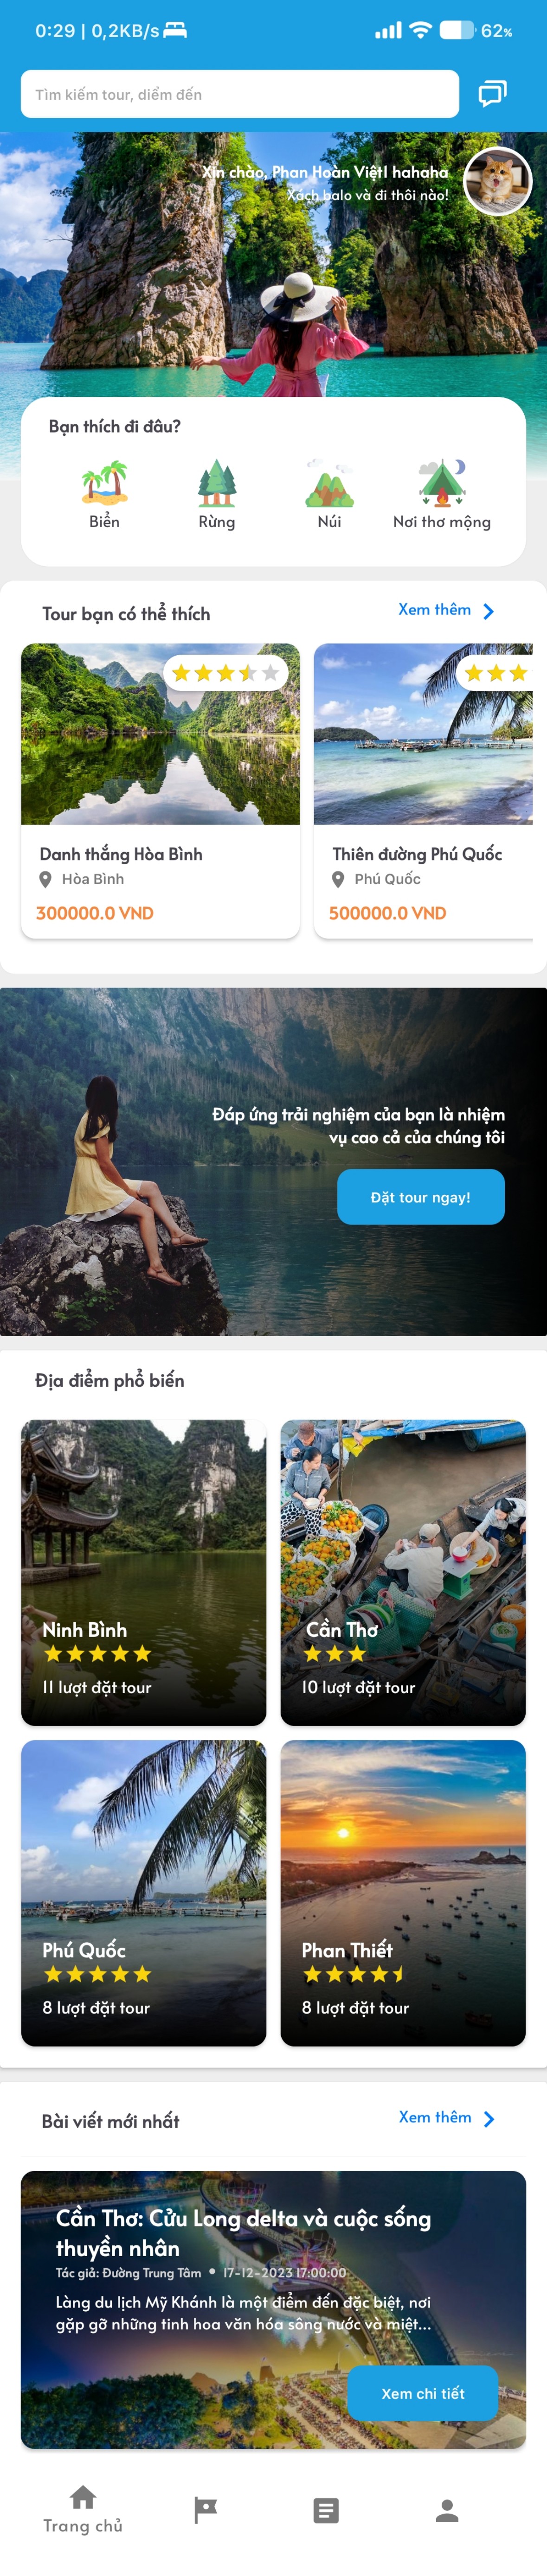 0:29 | 0,2KB/s
62%
Tìm kiếm tour, diểm đến
Xin chào, Phan Hoàn Việt1 hahaha
Xách balo và đi thôi nào!
Bạn thích đi đâu?
Biển
Rừng
Núi
Nơi thơ mộng
Tour bạn có thể thích
Xem thêm
Danh thắng Hòa Bình
Hòa Bình
300000.0 VND
Thiên đường Phú Quốc
Phú Quốc
500000.0 VND
Đáp ứng trải nghiệm của bạn là nhiệm
vụ cao cả của chúng tôi
Đặt tour ngay!
Địa điểm phổ biến
Ninh Bình
11 lượt đặt tour
Cần Thơ
10 lượt đặt tour
Phú Quốc
8 lượt đặt tour
Phan Thiết
8 lượt đặt tour
Bài viết mới nhất
Xem thêm
Cần Thơ: Cửu Long delta và cuộc sống
thuyền nhân
Tác giả: Đường Trung Tâm • 17-12-2023 17:00:00
Làng du lịch Mỹ Khánh là một điểm đến đặc biệt, nơi
gặp gỡ những tinh hoa văn hóa sông nước và miệt...
Xem chi tiết
Trang chủ